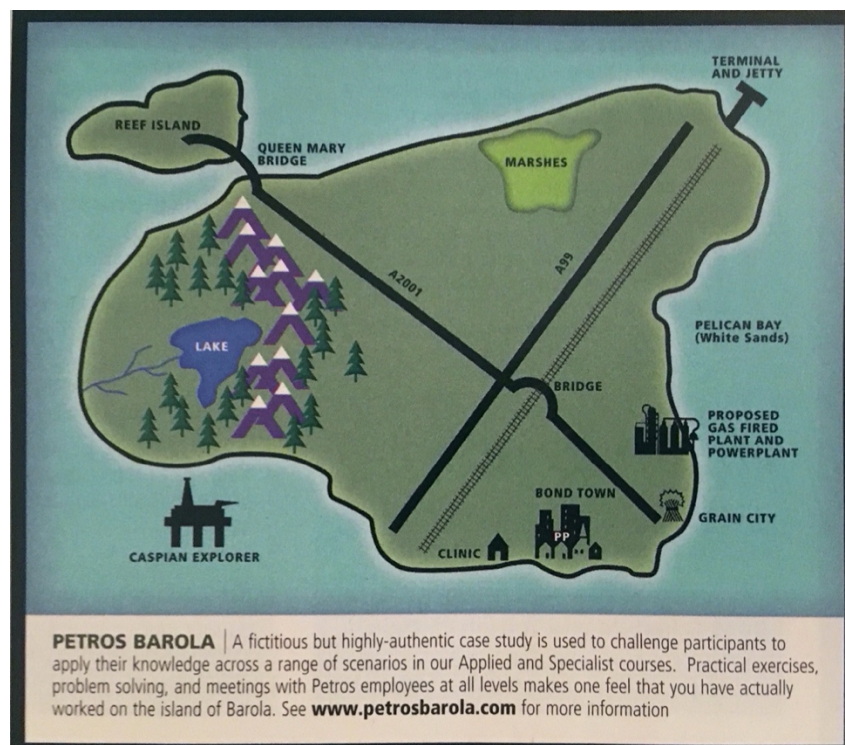 TERMINAL
AND JETTY
REEF ISLAND
QUEEN MARY
BRIDGE
MARSHES
A2001
A99
LAKE
PELICAN BAY
(White Sands)
BRIDGE
PROPOSED
GAS FIRED
PLANT AND
POWERPLANT
BOND TOWN
PP
GRAIN CITY
CLINIC
CASPIAN EXPLORER
PETROS BAROLA | A fictitious but highly-authentic case study is used to challenge participants to
apply their knowledge across a range of scenarios in our Applied and Specialist courses. Practical exercises,
problem solving, and meetings with Petros employees at all levels makes one feel that you have actually
worked on the island of Barola. See www.petrosbarola.com for more information